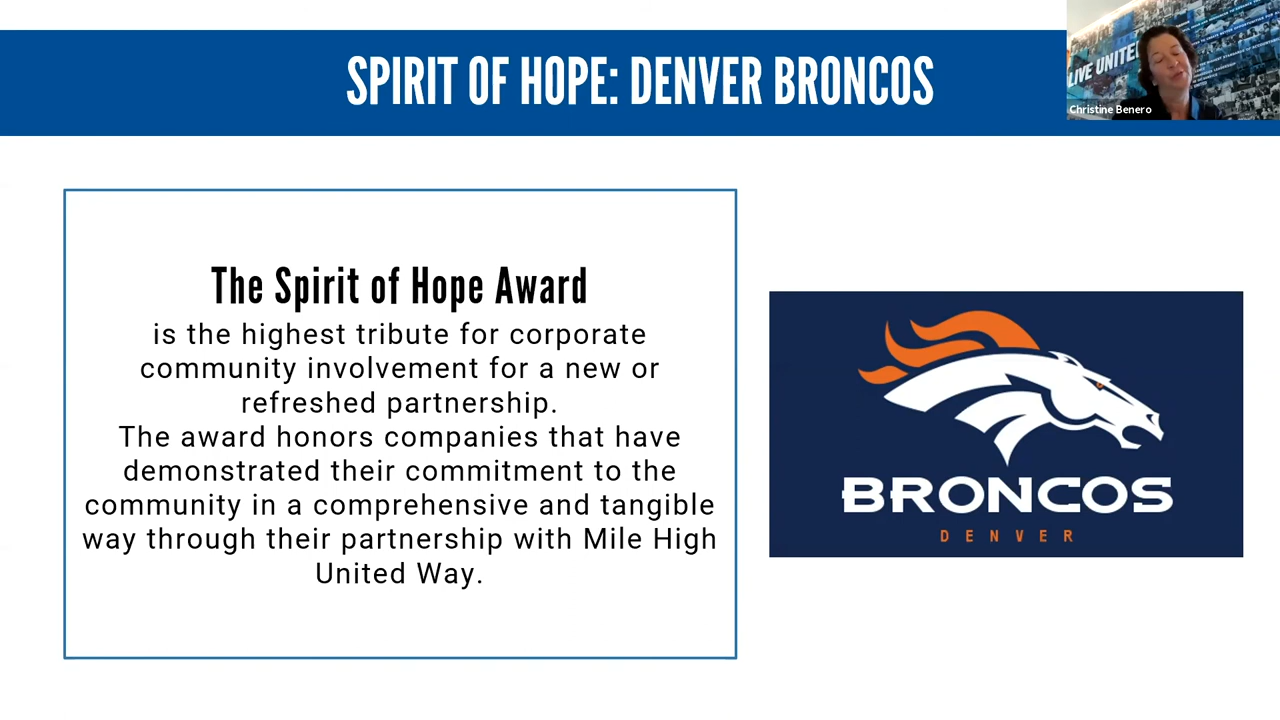 SPIRIT OF HOPE: DENVER BRONCOS
LIVE UNITED
Christine Benero
The Spirit of Hope Award
is the highest tribute for corporate
community involvement for a new or
refreshed partnership.
The award honors companies that have
demonstrated their commitment to the
community in a comprehensive and tangible
way through their partnership with Mile High
United Way.
BRONCOS
DENVER